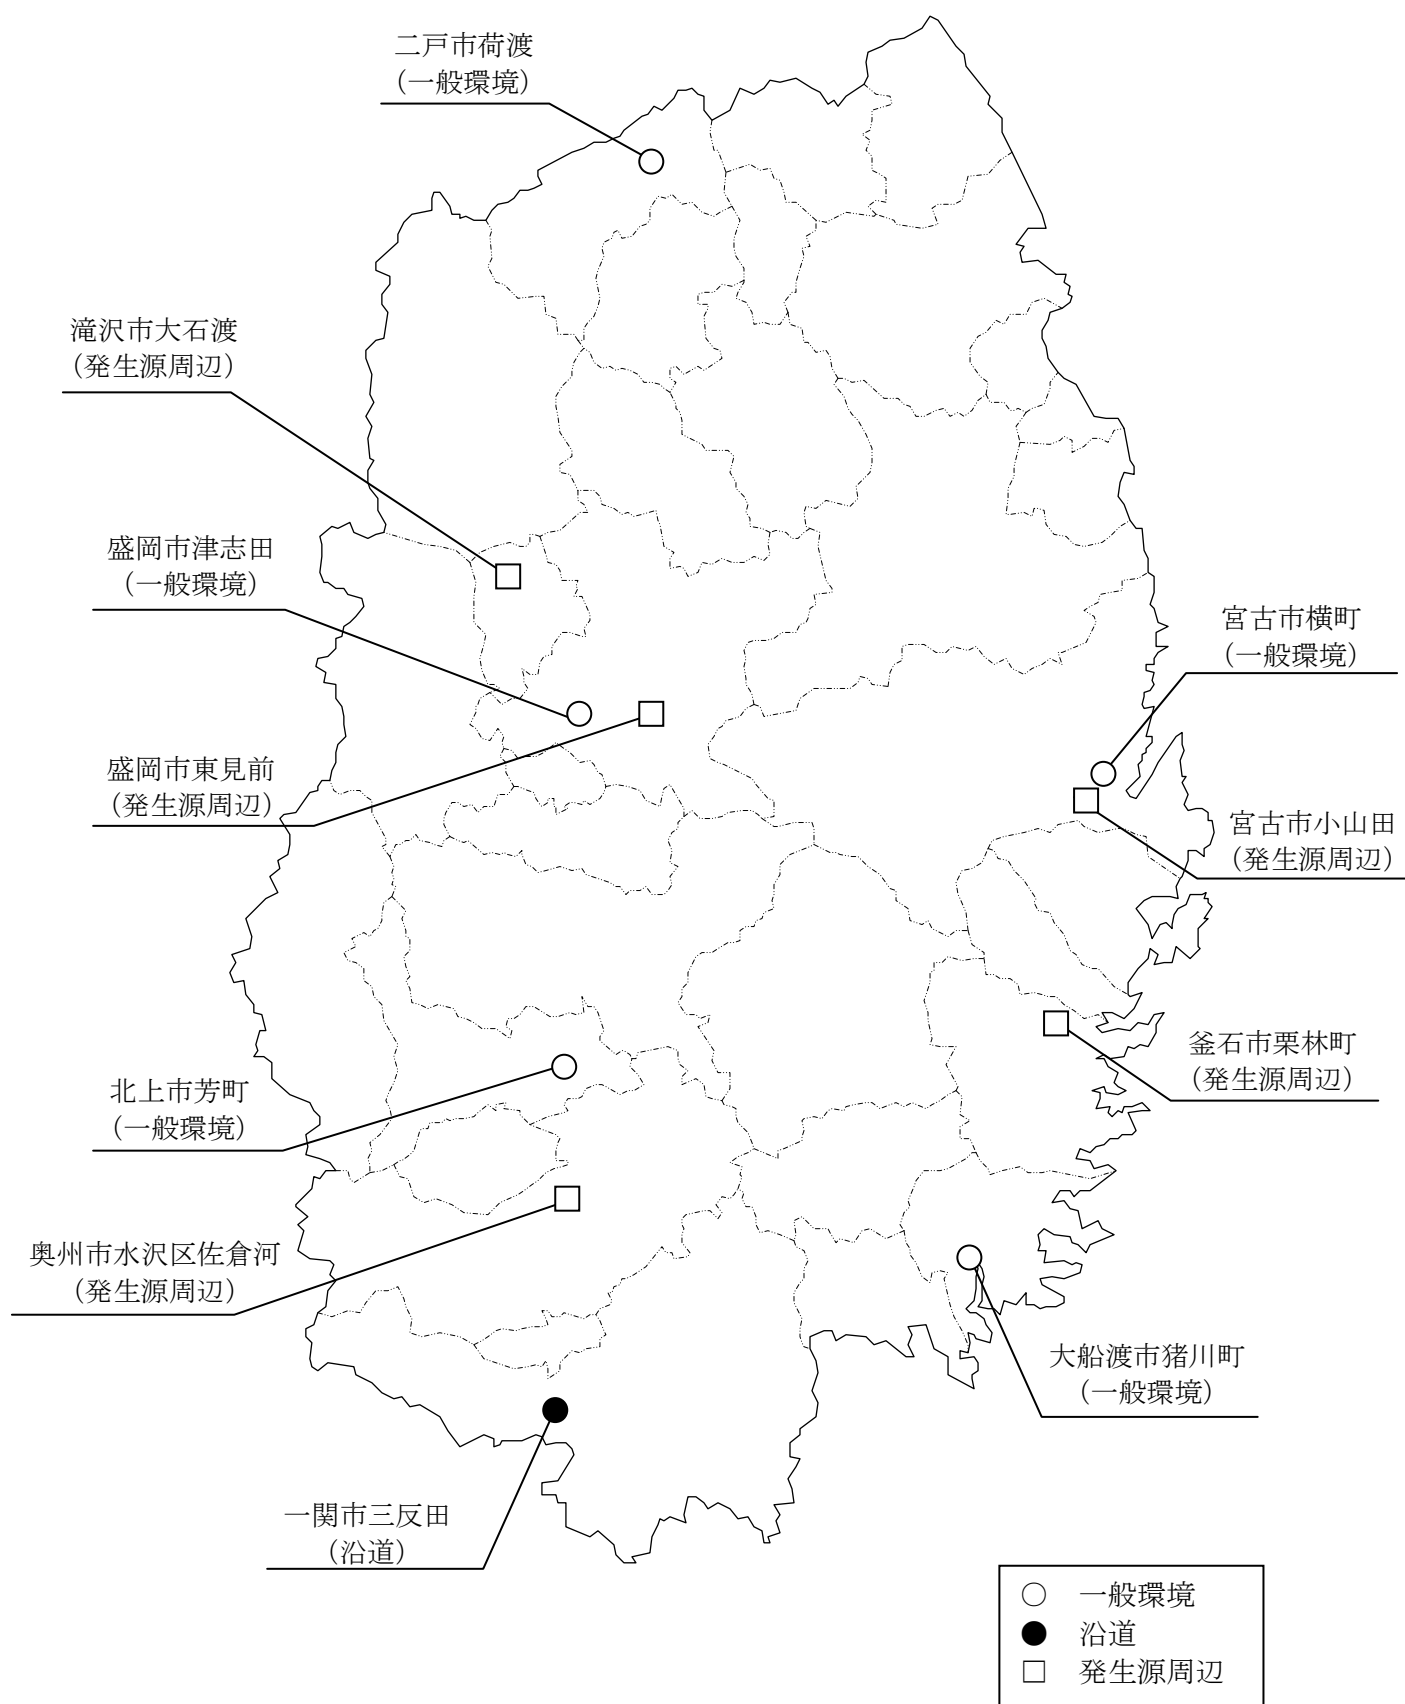 二戸市荷渡
（一般環境）
滝沢市大石渡
（発生源周辺）
盛岡市津志田
（一般環境）
宮古市横町
（一般環境）
盛岡市東見前
（発生源周辺）
宮古市小山田
（発生源周辺）
釜石市栗林町
（発生源周辺）
北上市芳町
（一般環境）
奥州市水沢区佐倉河
（発生源周辺）
大船渡市猪川町
（一般環境）
一関市三反田
（沿道）
○ 一般環境
● 沿道
□ 発生源周辺